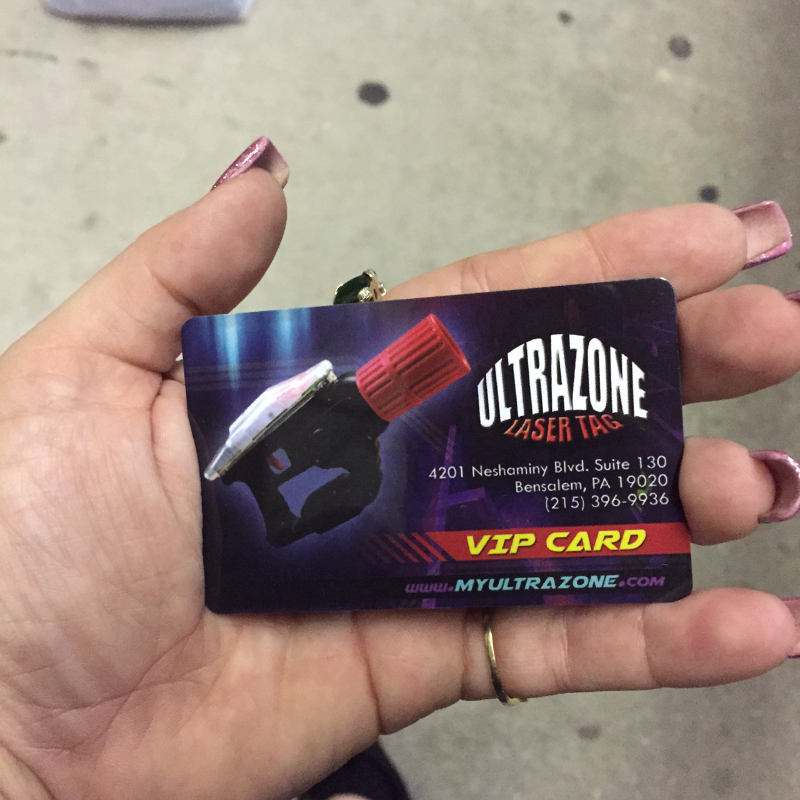 ULTRAZONE
LASER TAG
4201 Neshaminy Blvd. Suite 130
Bensalem, PA 19020
(215) 396-9936
VIP CARD
WWW.MYULTRAZONE.COM